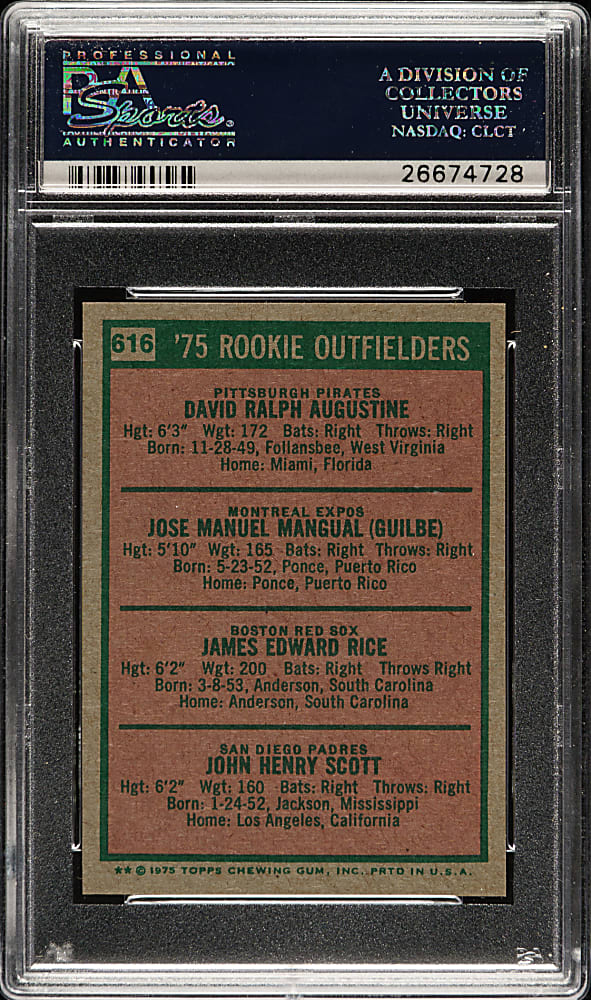 PROFESSIONAL
PSA
Sports®
AUTHENTICATOR
A DIVISION OF
COLLECTORS
UNIVERSE
NASDAQ: CLCT
26674728
616 '75 ROOKIE OUTFIELDERS
PITTSBURGH PIRATES
DAVID RALPH AUGUSTINE
Hgt: 6'3" Wgt: 172 Bats: Right Throws: Right
Born: 11-28-49, Follansbee, West Virginia
Home: Miami, Florida
MONTREAL EXPOS
JOSE MANUEL MANGUAL (GUILBE)
Hgt: 5'10" Wgt: 165 Bats: Right Throws: Right
Born: 5-23-52, Ponce, Puerto Rico
Home: Ponce, Puerto Rico
BOSTON RED SOX
JAMES EDWARD RICE
Hgt: 6'2" Wgt: 200 Bats: Right Throws Right
Born: 3-8-53, Anderson, South Carolina
Home: Anderson, South Carolina
SAN DIEGO PADRES
JOHN HENRY SCOTT
Hgt: 6'2" Wgt: 160 Bats: Right Throws: Right
Born: 1-24-52, Jackson, Mississippi
Home: Los Angeles, California
★★ © 1975 TOPPS CHEWING GUM, INC. PRTD IN U.S.A.